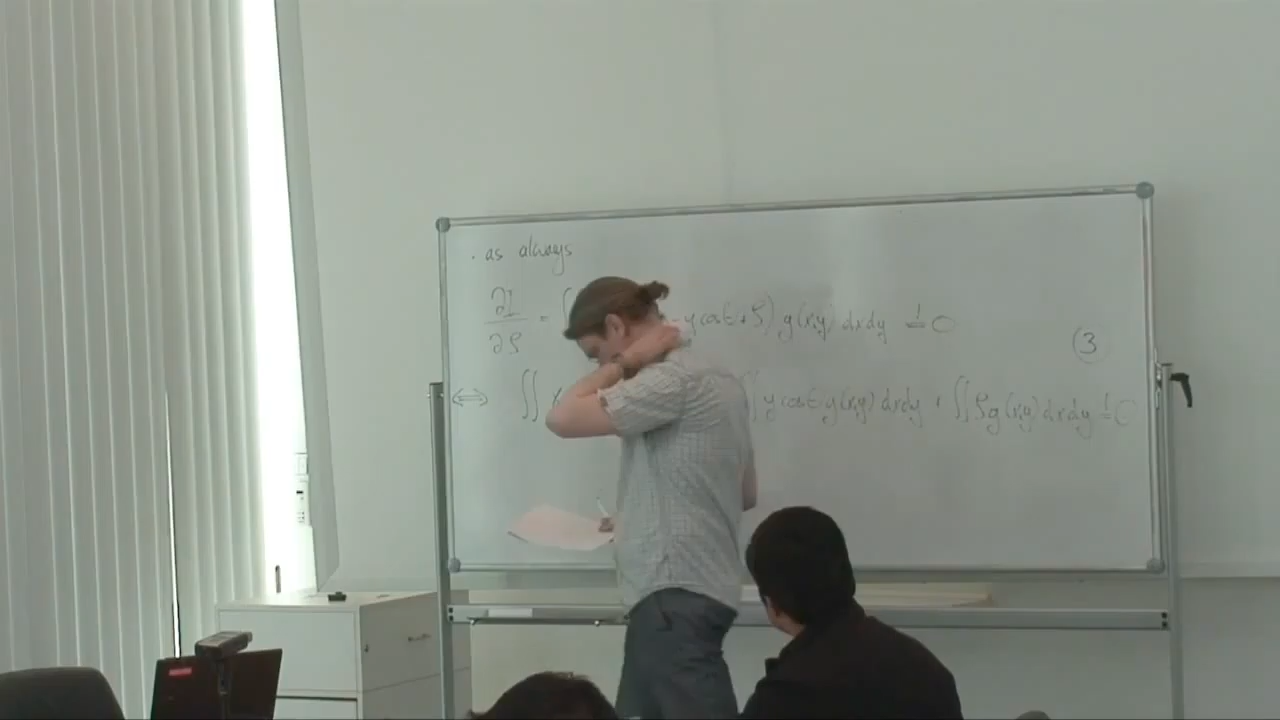 . as always
∂I/∂ρ = ∫ - y cos θ + ρ) g(x,y) dx dy != 0
(3
⇔ ∬ x ∬ y cos θ g(x,y) dx dy + ∬ ρ g(x,y) dx dy != 0